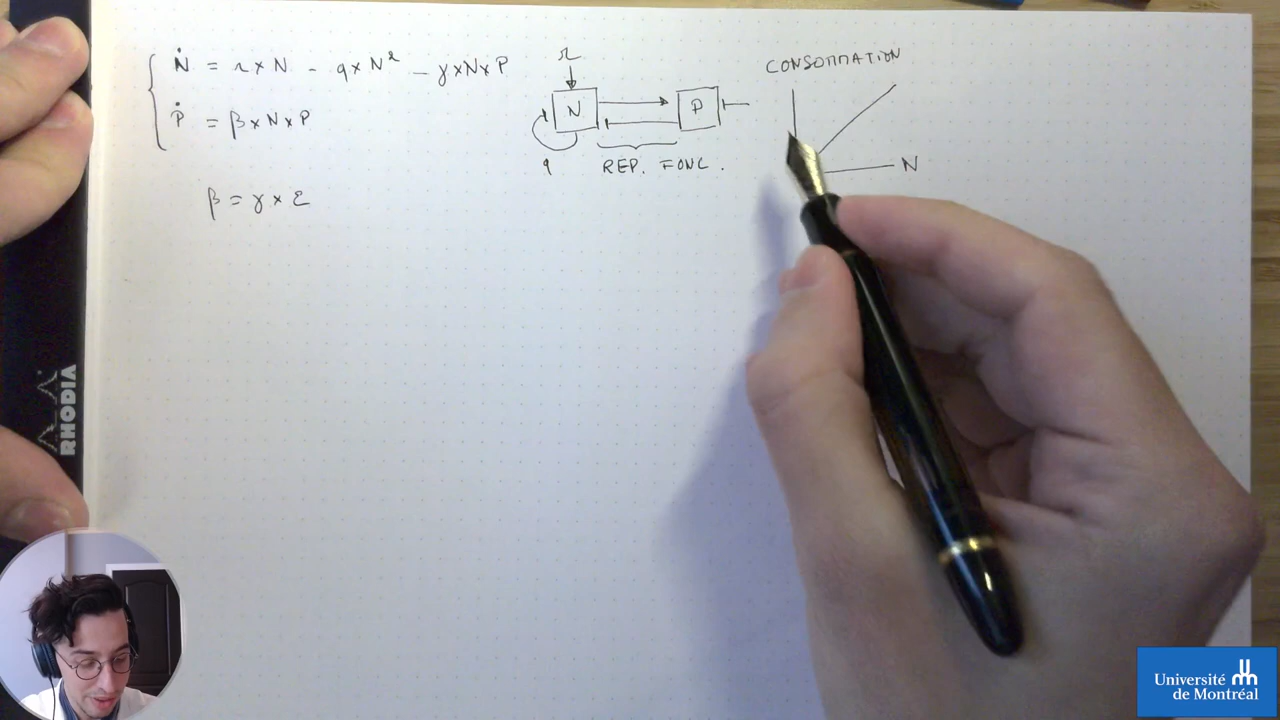 Ṅ = r × N - q × N² - γ × N × P
Ṗ = β × N × P
β = γ × ε
r
N
P
q
REP. FONC.
CONSOMMATION
N
RHODIA
Université
de Montréal